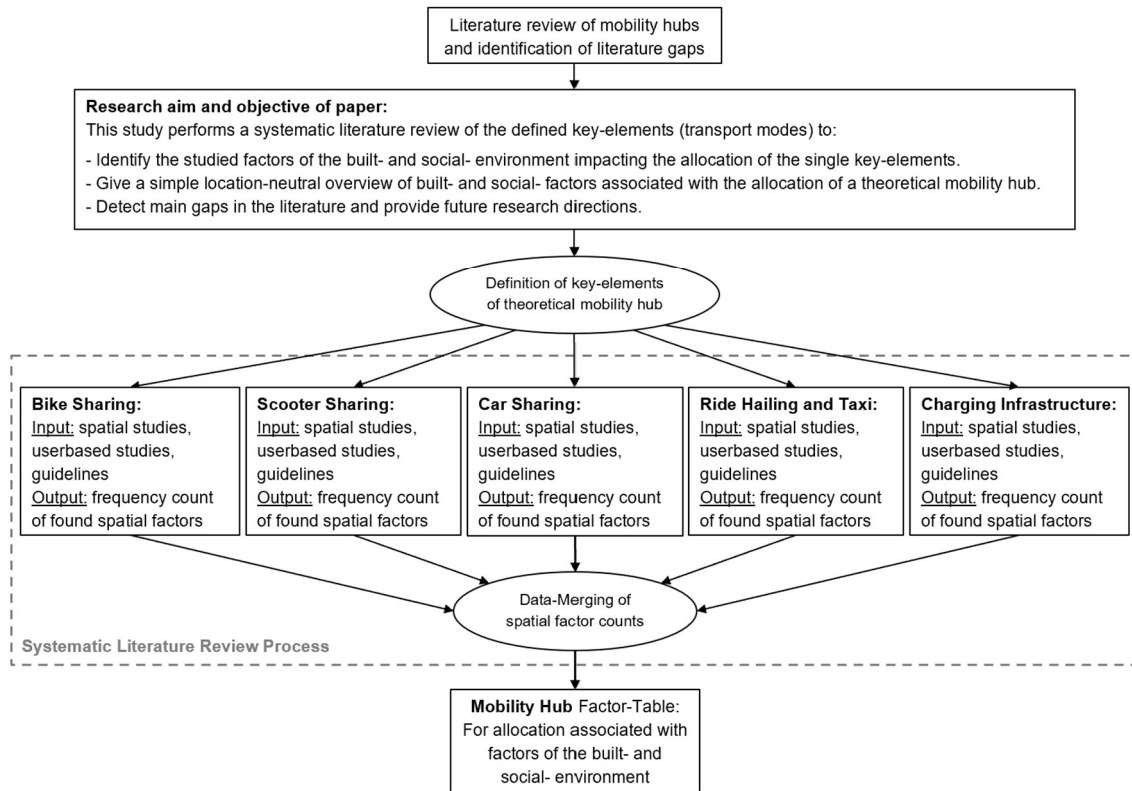 Literature review of mobility hubs
and identification of literature gaps
Research aim and objective of paper:
This study performs a systematic literature review of the defined key-elements (transport modes) to:
- Identify the studied factors of the built- and social- environment impacting the allocation of the single key-elements.
- Give a simple location-neutral overview of built- and social- factors associated with the allocation of a theoretical mobility hub.
- Detect main gaps in the literature and provide future research directions.
Definition of key-elements
of theoretical mobility hub
Bike Sharing:
Input: spatial studies,
userbased studies,
guidelines
Output: frequency count
of found spatial factors
Scooter Sharing:
Input: spatial studies,
userbased studies,
guidelines
Output: frequency count
of found spatial factors
Car Sharing:
Input: spatial studies,
userbased studies,
guidelines
Output: frequency count
of found spatial factors
Ride Hailing and Taxi:
Input: spatial studies,
userbased studies,
guidelines
Output: frequency count
of found spatial factors
Charging Infrastructure:
Input: spatial studies,
userbased studies,
guidelines
Output: frequency count
of found spatial factors
Data-Merging of
spatial factor counts
Systematic Literature Review Process
Mobility Hub Factor-Table:
For allocation associated with
factors of the built- and
social- environment